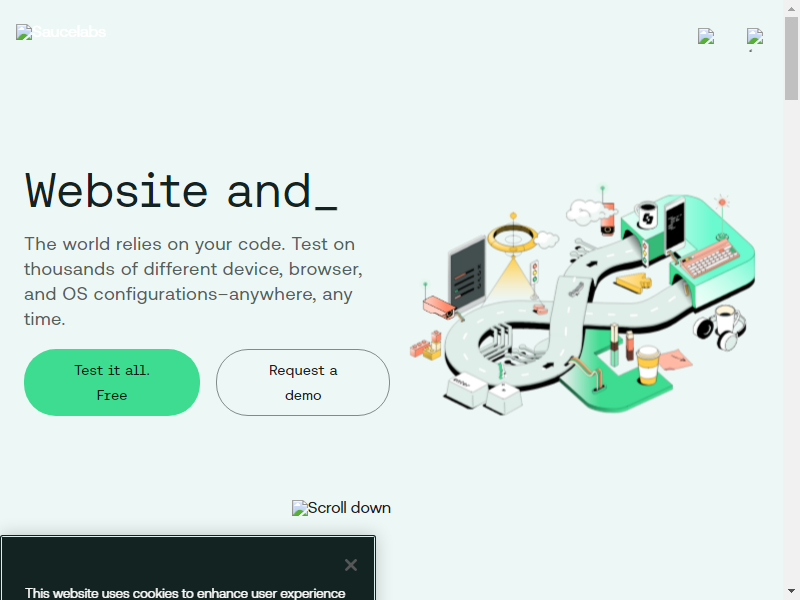 Saucelabs
Website and_
The world relies on your code. Test on
thousands of different device, browser,
and OS configurations–anywhere, any
time.
Test it all.
Free
Request a
demo
Scroll down
This website uses cookies to enhance user experience